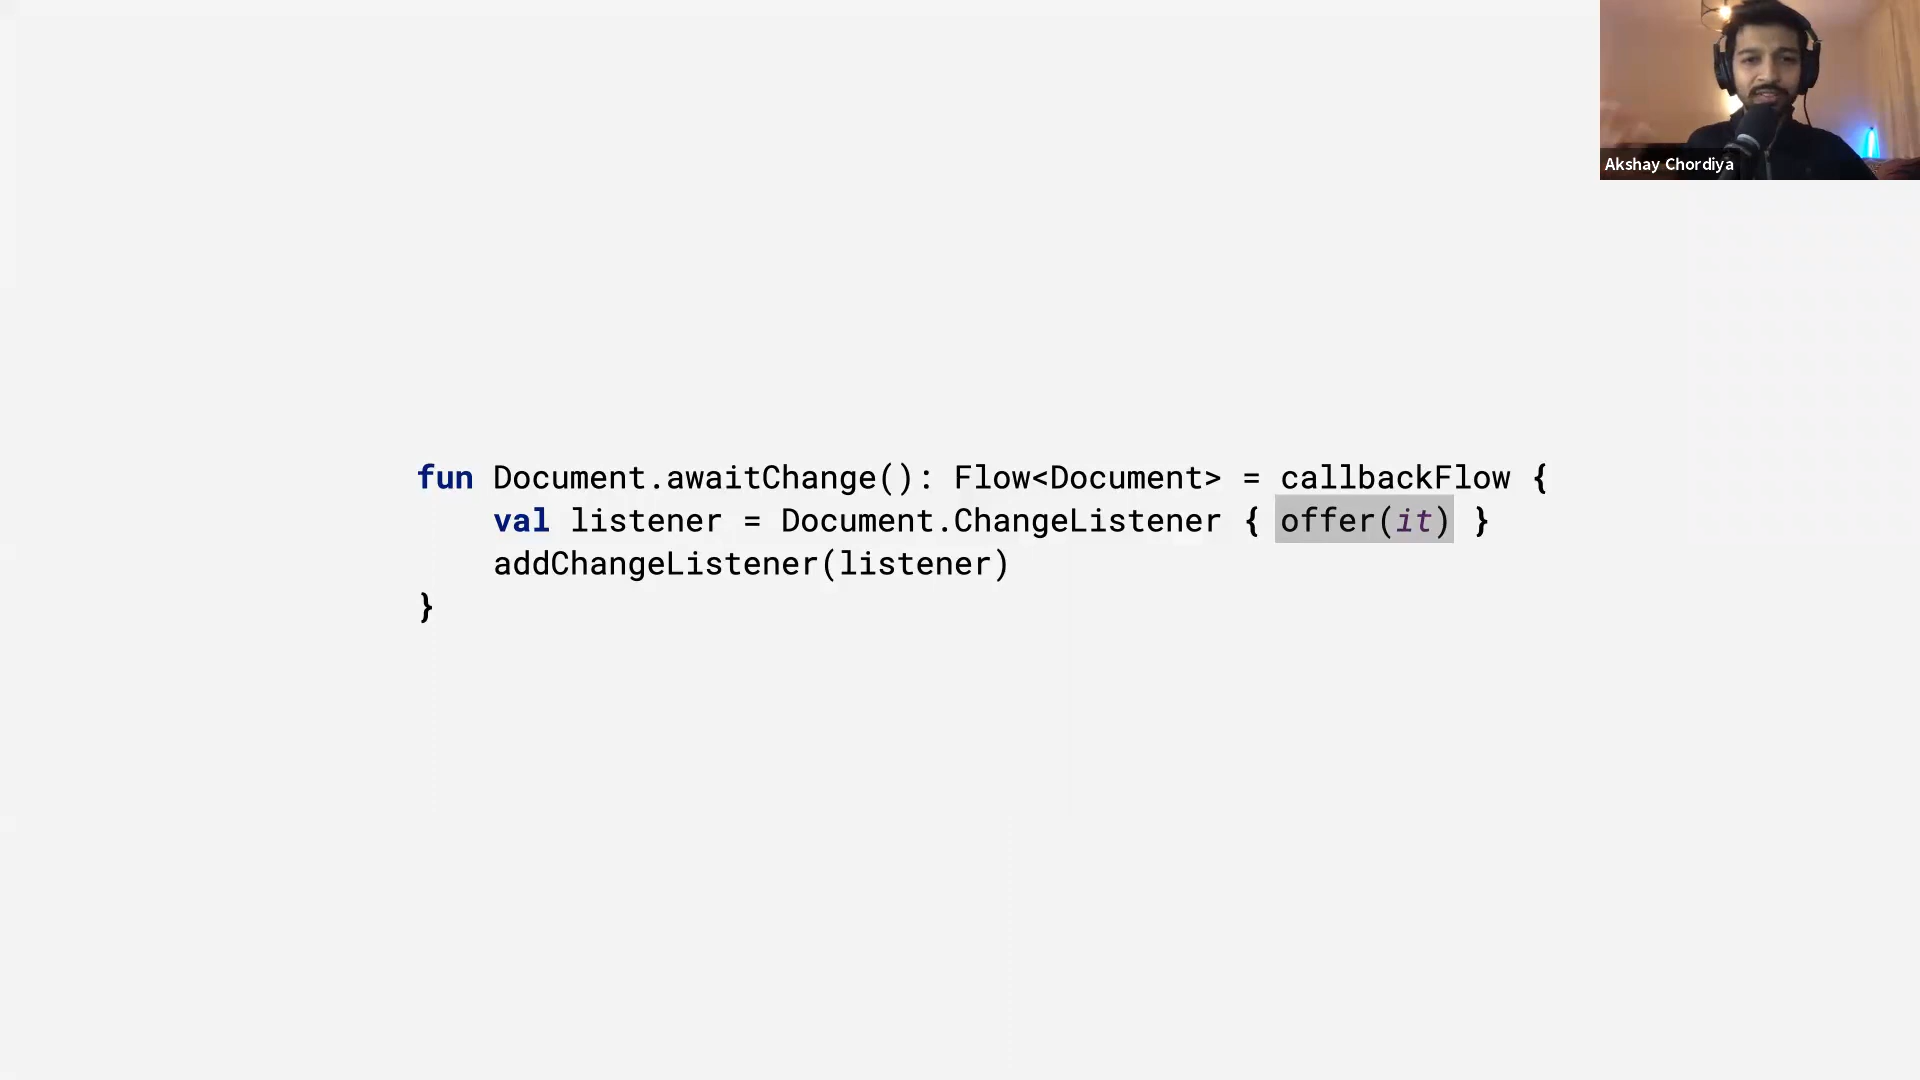 Akshay Chordiya
fun Document.awaitChange(): Flow<Document> = callbackFlow {
    val listener = Document.ChangeListener { offer(it) }
    addChangeListener(listener)
}